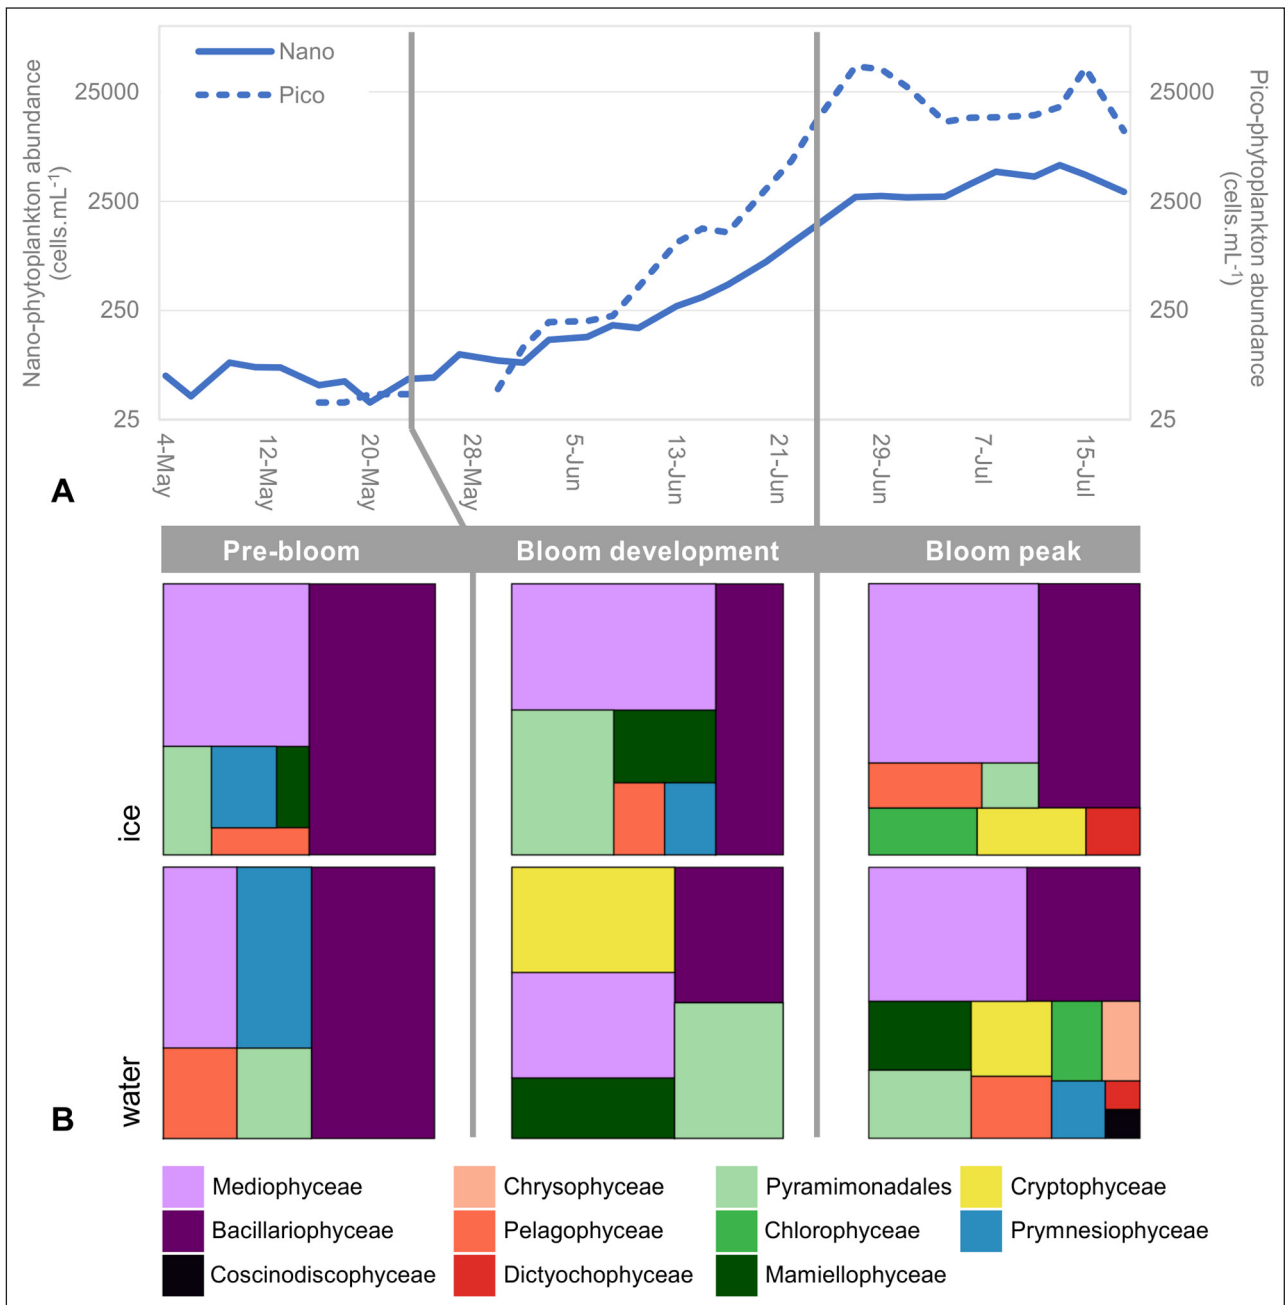 Nano
Pico
Nano-phytoplankton abundance
(cells.mL-1)
25000
2500
250
25
25000
2500
250
25
Pico-phytoplankton abundance
(cells.mL-1)
4-May
12-May
20-May
28-May
5-Jun
13-Jun
21-Jun
29-Jun
7-Jul
15-Jul
A
Pre-bloom
Bloom development
Bloom peak
ice
water
B
Mediophyceae
Chrysophyceae
Pyramimonadales
Cryptophyceae
Bacillariophyceae
Pelagophyceae
Chlorophyceae
Prymnesiophyceae
Coscinodiscophyceae
Dictyochophyceae
Mamiellophyceae